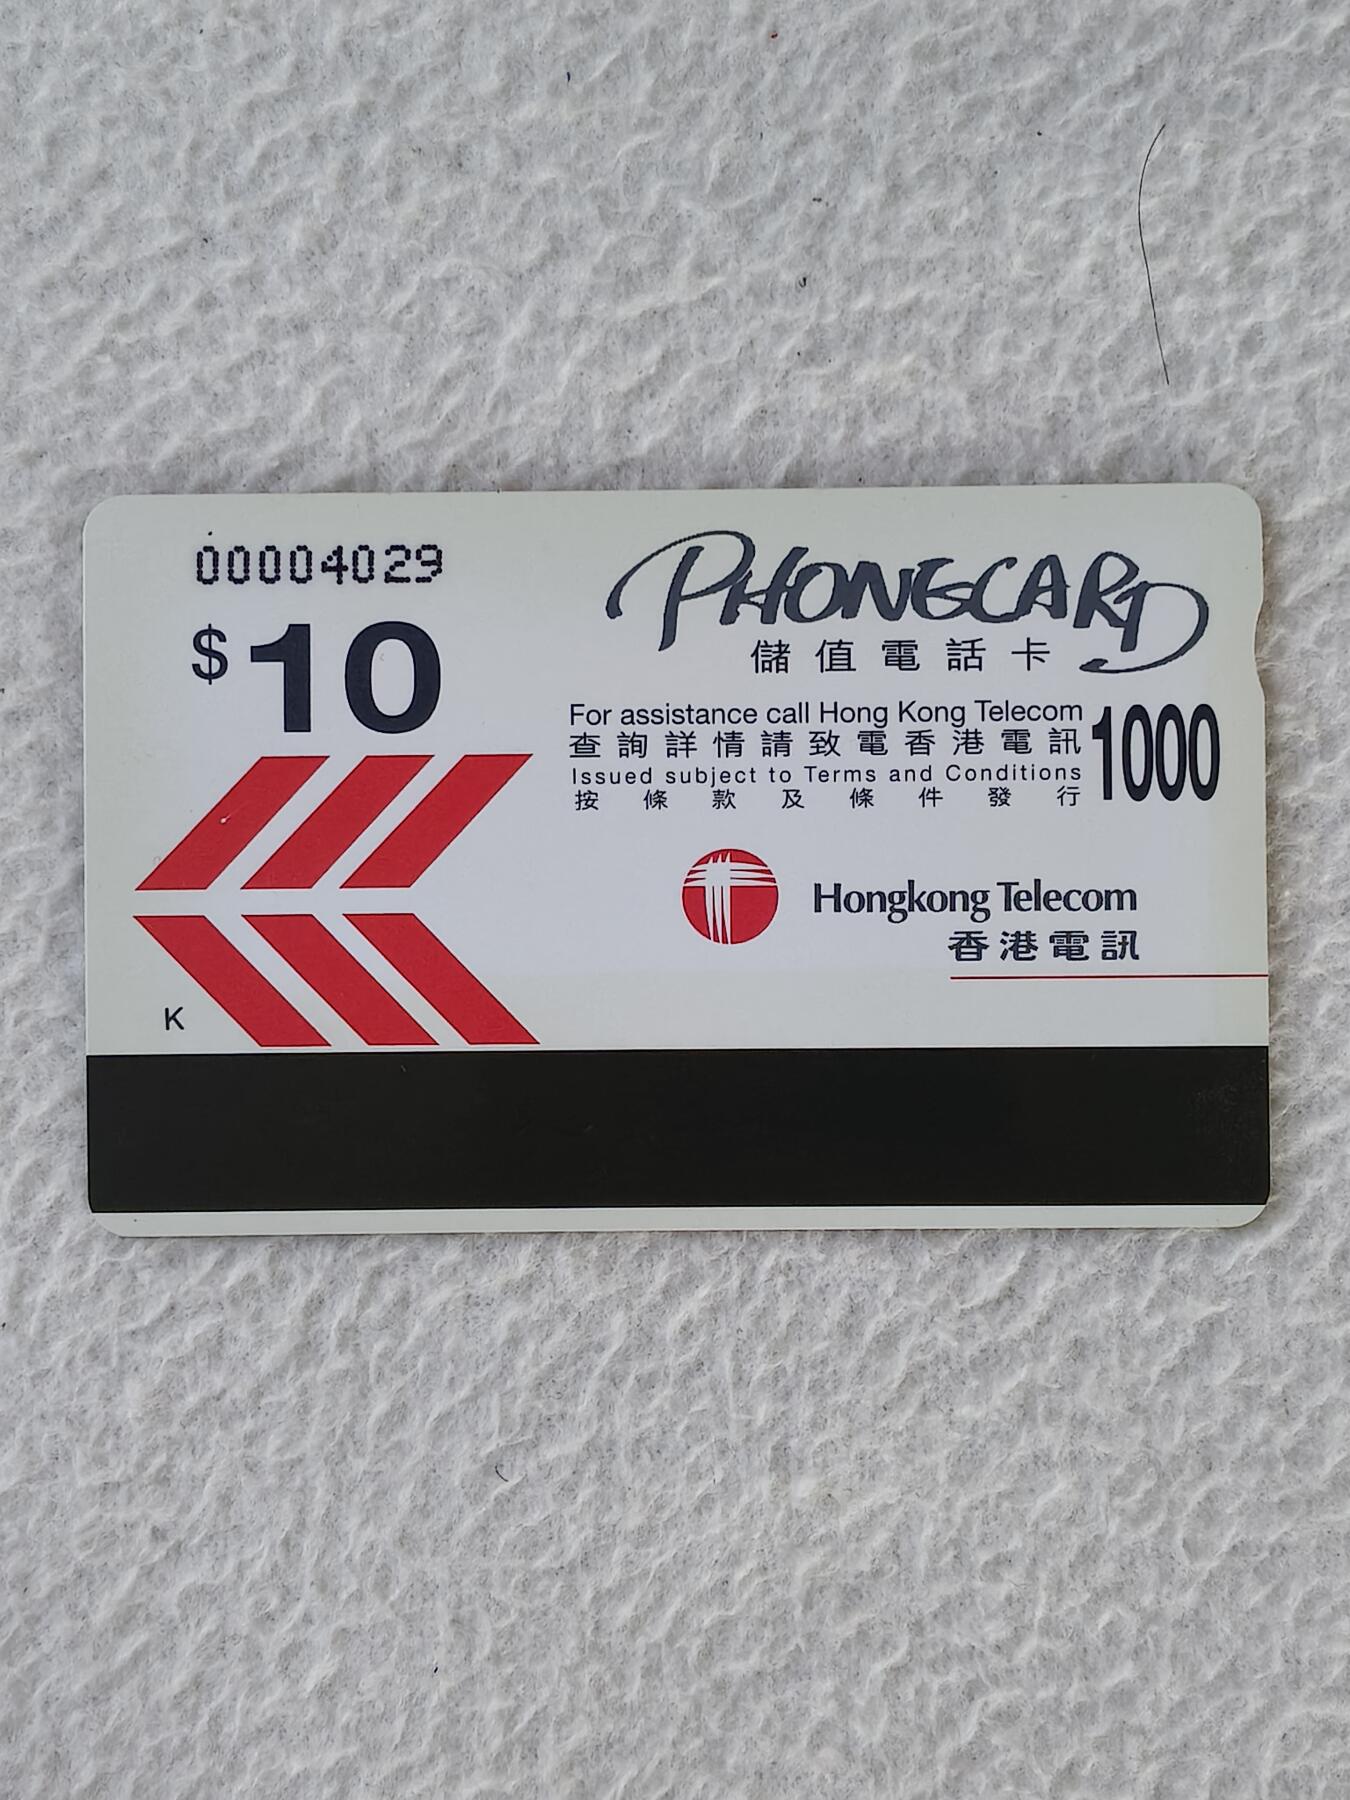 00004029
$10
PHONECARD
儲值電話卡
For assistance call Hong Kong Telecom
查詢詳情請致電香港電訊
1000
Issued subject to Terms and Conditions
按條款及條件發行
Hongkong Telecom
香港電訊
K